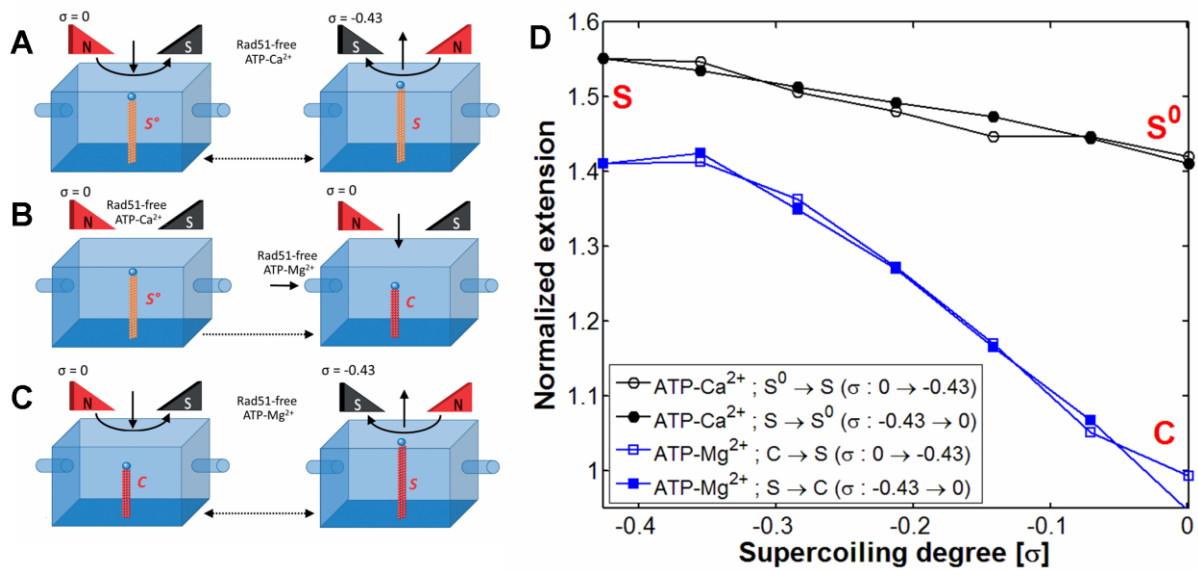 A
σ = 0
N
S
S°
Rad51-free
ATP-Ca²⁺
σ = -0.43
S
N
S
B
σ = 0
Rad51-free
ATP-Ca²⁺
N
S
S°
Rad51-free
ATP-Mg²⁺
σ = 0
N
S
C
C
σ = 0
N
S
C
Rad51-free
ATP-Mg²⁺
σ = -0.43
S
N
S
D
Normalized extension
1.6
1.5
1.4
1.3
1.2
1.1
1
S
S⁰
C
ATP-Ca²⁺ ; S⁰ → S (σ : 0 → -0.43)
ATP-Ca²⁺ ; S → S⁰ (σ : -0.43 → 0)
ATP-Mg²⁺ ; C → S (σ : 0 → -0.43)
ATP-Mg²⁺ ; S → C (σ : -0.43 → 0)
-0.4 -0.3 -0.2 -0.1 0
Supercoiling degree [σ]